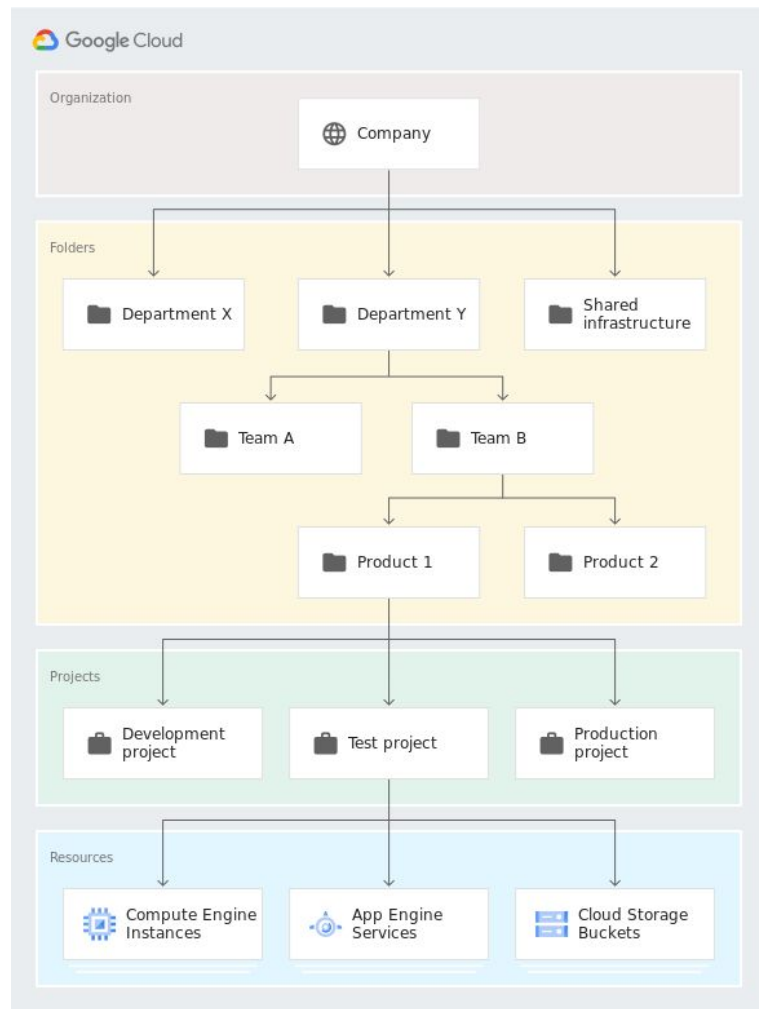 Google Cloud
Organization
Company
Folders
Department X
Department Y
Shared
infrastructure
Team A
Team B
Product 1
Product 2
Projects
Development
project
Test project
Production
project
Resources
Compute Engine
Instances
App Engine
Services
Cloud Storage
Buckets